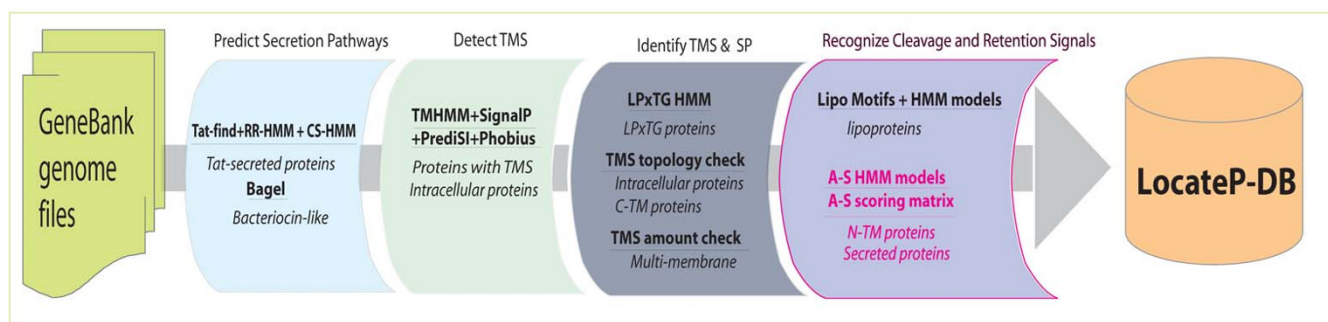 GeneBank
genome
files
Predict Secretion Pathways
Tat-find+RR-HMM + CS-HMM
Tat-secreted proteins
Bagel
Bacteriocin-like
Detect TMS
TMHMM+SignalP
+PrediSI+Phobius
Proteins with TMS
Intracellular proteins
Identify TMS & SP
LPxTG HMM
LPxTG proteins
TMS topology check
Intracellular proteins
C-TM proteins
TMS amount check
Multi-membrane
Recognize Cleavage and Retention Signals
Lipo Motifs + HMM models
lipoproteins
A-S HMM models
A-S scoring matrix
N-TM proteins
Secreted proteins
LocateP-DB